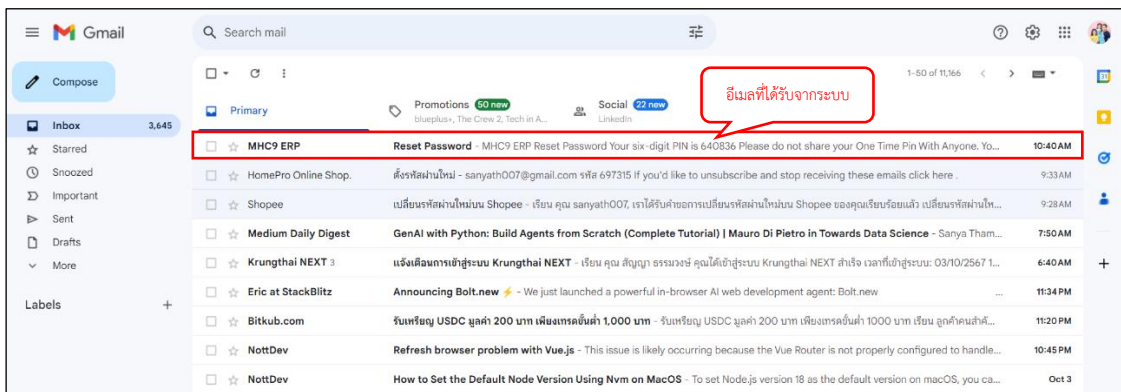 Gmail
Search mail
Compose
1-50 of 11,166
อีเมลที่ได้รับจากระบบ
Primary
Promotions 50 new
blueplus+, The Crew 2, Tech in A...
Social 22 new
LinkedIn
Inbox 3,645
Starred
Snoozed
Important
Sent
Drafts
More
Labels
MHC9 ERP Reset Password - MHC9 ERP Reset Password Your six-digit PIN is 640836 Please do not share your One Time Pin With Anyone. Yo... 10:40 AM
HomePro Online Shop. ตั้งรหัสผ่านใหม่ - sanyath007@gmail.com รหัส 697315 If you'd like to unsubscribe and stop receiving these emails click here . 9:33 AM
Shopee เปลี่ยนรหัสผ่านใหม่บน Shopee - เรียน คุณ sanyath007, เราได้รับคำขอการเปลี่ยนรหัสผ่านใหม่บน Shopee ของคุณเรียบร้อยแล้ว เปลี่ยนรหัสผ่านให... 9:28 AM
Medium Daily Digest GenAI with Python: Build Agents from Scratch (Complete Tutorial) | Mauro Di Pietro in Towards Data Science - Sanya Tham... 7:50 AM
Krungthai NEXT 3 แจ้งเตือนการเข้าสู่ระบบ Krungthai NEXT - เรียน คุณ สัญญา ธรรมวงษ์ คุณได้เข้าสู่ระบบ Krungthai NEXT สำเร็จ เวลาที่เข้าสู่ระบบ: 03/10/2567 1... 6:40 AM
Eric at StackBlitz Announcing Bolt.new ⚡ - We just launched a powerful in-browser AI web development agent: Bolt.new ... 11:34 PM
Bitkub.com รับเหรียญ USDC มูลค่า 200 บาท เพียงเทรดขั้นต่ำ 1,000 บาท - รับเหรียญ USDC มูลค่า 200 บาท เพียงเทรดขั้นต่ำ 1000 บาท เรียน ลูกค้าคนสำคั... 11:20 PM
NottDev Refresh browser problem with Vue.js - This issue is likely occurring because the Vue Router is not properly configured to handle... 10:45 PM
NottDev How to Set the Default Node Version Using Nvm on MacOS - To set Node.js version 18 as the default version on macOS, you ca... Oct 3